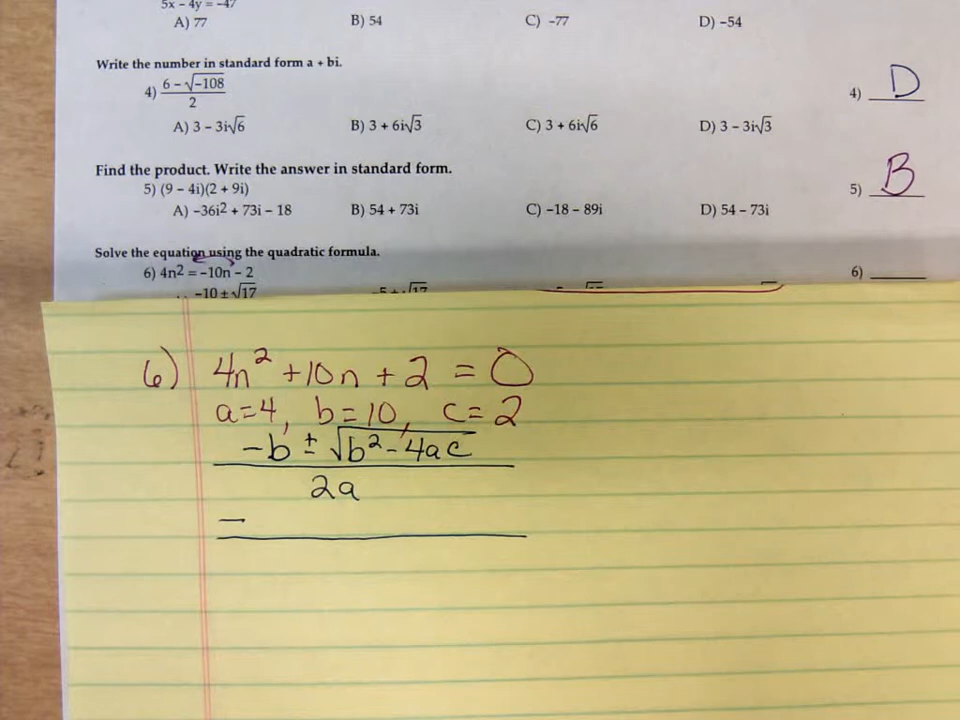 5x - 4y = -47
A) 77 B) 54 C) -77 D) -54
Write the number in standard form a + bi.
4) (6 - √-108)/2
4) D
A) 3 - 3i√6 B) 3 + 6i√3 C) 3 + 6i√6 D) 3 - 3i√3
Find the product. Write the answer in standard form.
5) (9 - 4i)(2 + 9i)
5) B
A) -36i2 + 73i - 18 B) 54 + 73i C) -18 - 89i D) 54 - 73i
Solve the equation using the quadratic formula.
6) 4n2 = -10n - 2
6)
-10 ± √17
6) 4n² + 10n + 2 = 0
a = 4, b = 10, c = 2
-b ± √b² - 4ac
2a
-